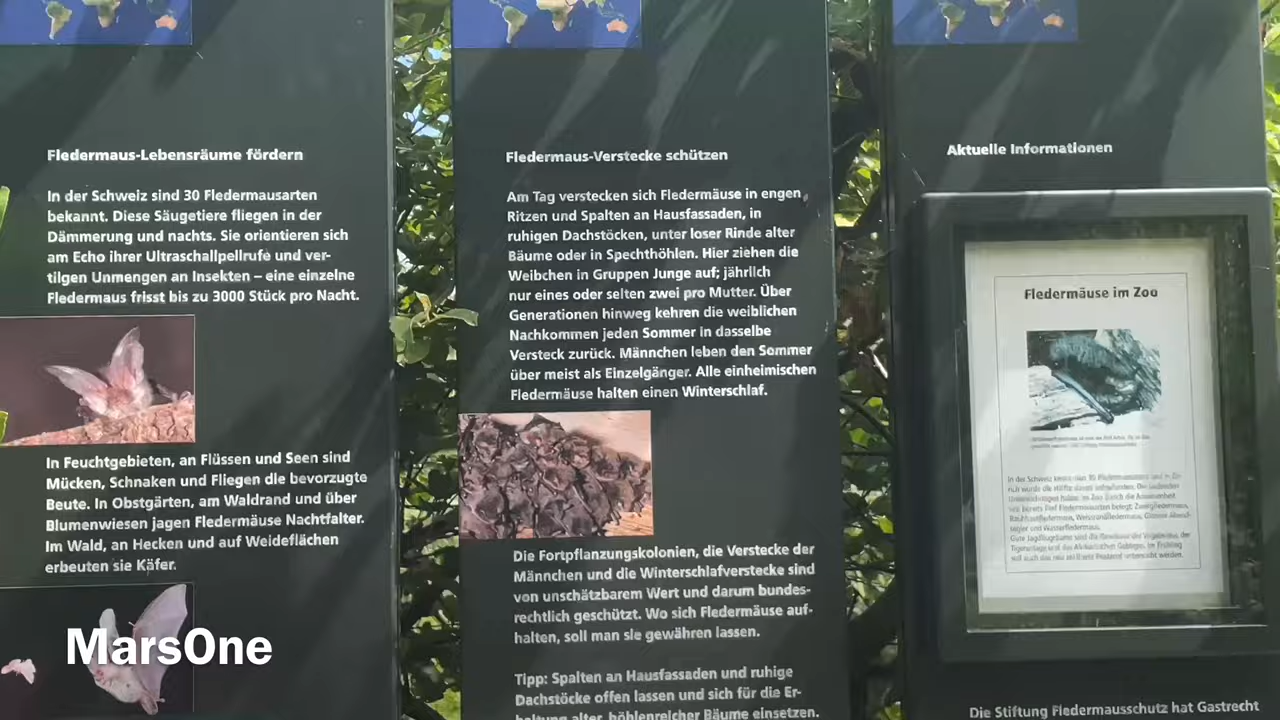 Fledermaus-Lebensräume fördern
In der Schweiz sind 30 Fledermausarten
bekannt. Diese Säugetiere fliegen in der
Dämmerung und nachts. Sie orientieren sich
am Echo ihrer Ultraschallpellrufe und ver-
tilgen Unmengen an Insekten – eine einzelne
Fledermaus frisst bis zu 3000 Stück pro Nacht.
In Feuchtgebieten, an Flüssen und Seen sind
Mücken, Schnaken und Fliegen die bevorzugte
Beute. In Obstgärten, am Waldrand und über
Blumenwiesen jagen Fledermäuse Nachtfalter.
Im Wald, an Hecken und auf Weideflächen
erbeuten sie Käfer.
MarsOne
Fledermaus-Verstecke schützen
Am Tag verstecken sich Fledermäuse in engen
Ritzen und Spalten an Hausfassaden, in
ruhigen Dachstöcken, unter loser Rinde alter
Bäume oder in Spechthöhlen. Hier ziehen die
Weibchen in Gruppen Junge auf; jährlich
nur eines oder selten zwei pro Mutter. Über
Generationen hinweg kehren die weiblichen
Nachkommen jeden Sommer in dasselbe
Versteck zurück. Männchen leben den Sommer
über meist als Einzelgänger. Alle einheimischen
Fledermäuse halten einen Winterschlaf.
Die Fortpflanzungskolonien, die Verstecke der
Männchen und die Winterschlafverstecke sind
von unschätzbarem Wert und darum bundes-
rechtlich geschützt. Wo sich Fledermäuse auf-
halten, soll man sie gewähren lassen.
Tipp: Spalten an Hausfassaden und ruhige
Dachstöcke offen lassen und sich für die Er-
haltung alter, höhlenreicher Bäume einsetzen.
Aktuelle Informationen
Fledermäuse im Zoo
Die Stiftung Fledermausschutz hat Gastrecht